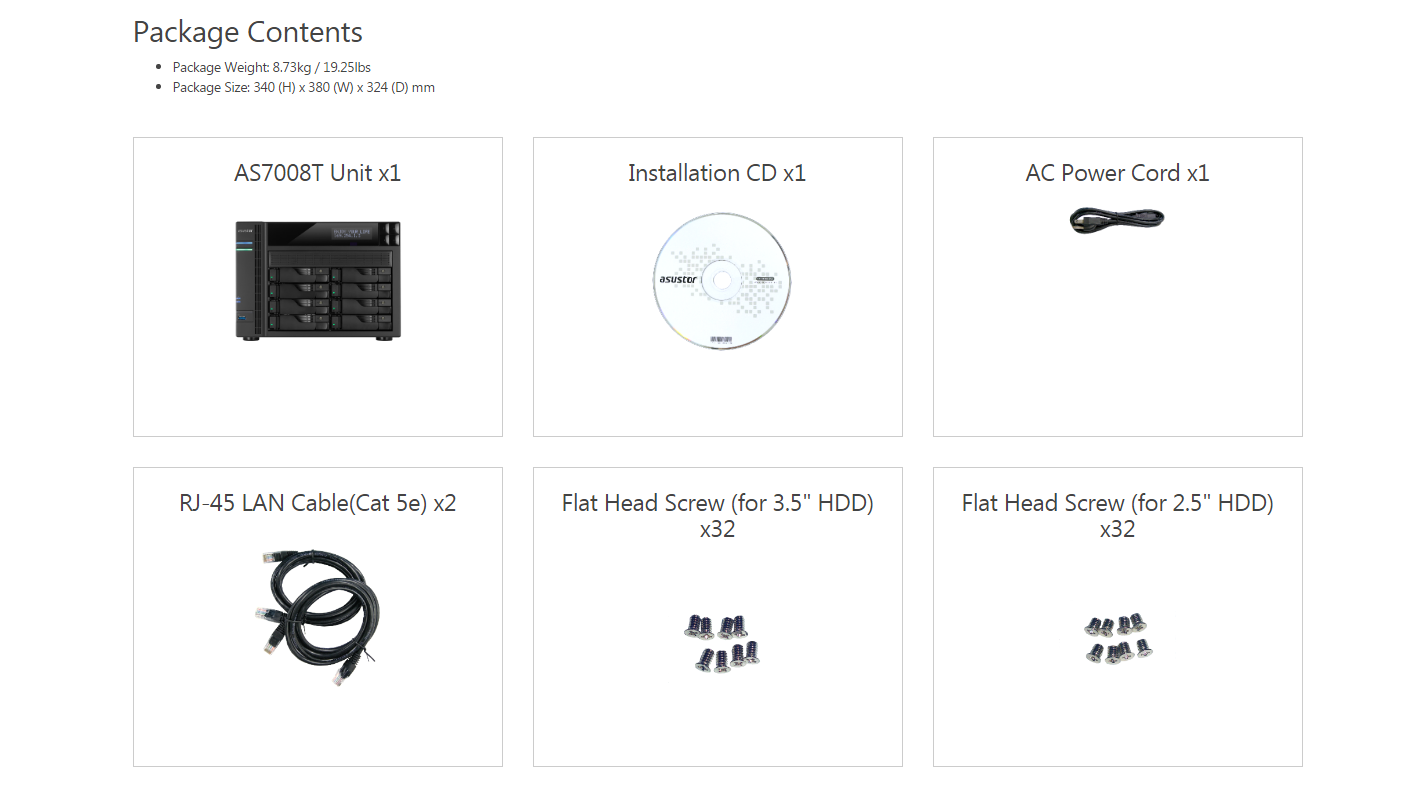 Package Contents
Package Weight: 8.73kg / 19.25lbs
Package Size: 340 (H) x 380 (W) x 324 (D) mm
AS7008T Unit x1
Installation CD x1
AC Power Cord x1
asustor
RJ-45 LAN Cable(Cat 5e) x2
Flat Head Screw (for 3.5" HDD)
x32
Flat Head Screw (for 2.5" HDD)
x32